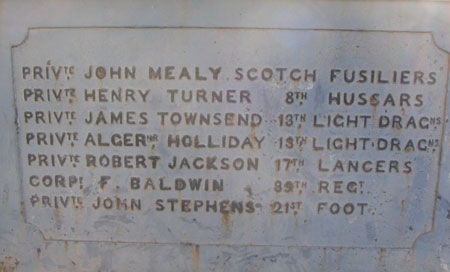 PRIVTE JOHN MEALY SCOTCH FUSILIERS
PRIVTE HENRY TURNER 8TH HUSSARS
PRIVTE JAMES TOWNSEND 13TH LIGHT DRAGNS
PRIVTE ALGERNR HOLLIDAY 13TH LIGHT DRAGNS
PRIVTE ROBERT JACKSON 17TH LANCERS
CORPL F. BALDWIN 89TH REGT.
PRIVTE JOHN STEPHENS 21ST FOOT